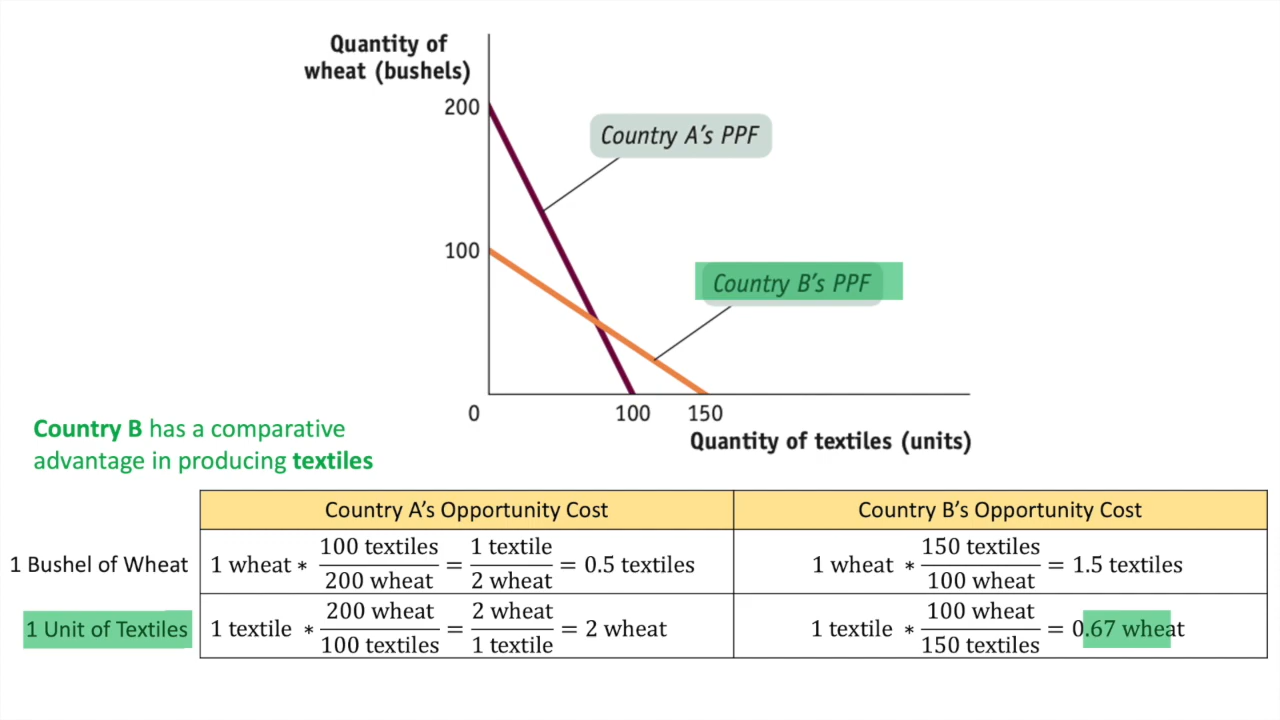 Quantity of
wheat (bushels)
200
Country A's PPF
100
Country B's PPF
0
100
150
Quantity of textiles (units)
Country B has a comparative
advantage in producing textiles
Country A's Opportunity Cost
Country B's Opportunity Cost
1 Bushel of Wheat
1 wheat * 100 textiles / 200 wheat = 1 textile / 2 wheat = 0.5 textiles
1 wheat * 150 textiles / 100 wheat = 1.5 textiles
1 Unit of Textiles
1 textile * 200 wheat / 100 textiles = 2 wheat / 1 textile = 2 wheat
1 textile * 100 wheat / 150 textiles = 0.67 wheat